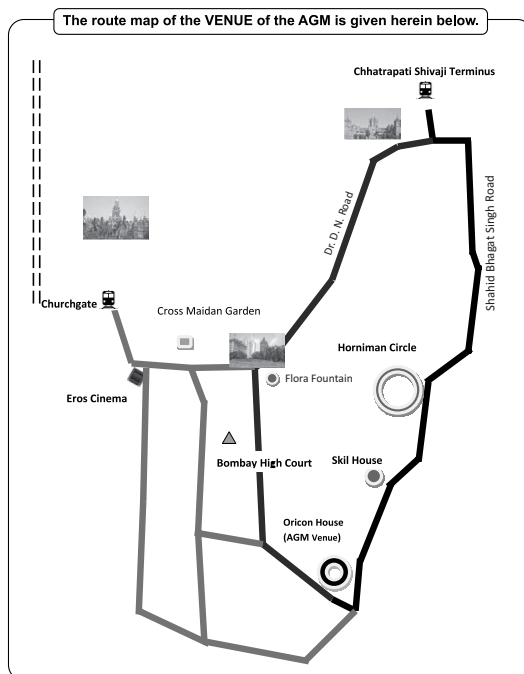 The route map of the VENUE of the AGM is given herein below.
Chhatrapati Shivaji Terminus
Dr. D. N. Road
Shahid Bhagat Singh Road
Churchgate
Cross Maidan Garden
Horniman Circle
Flora Fountain
Eros Cinema
Bombay High Court
Skil House
Oricon House
(AGM Venue)